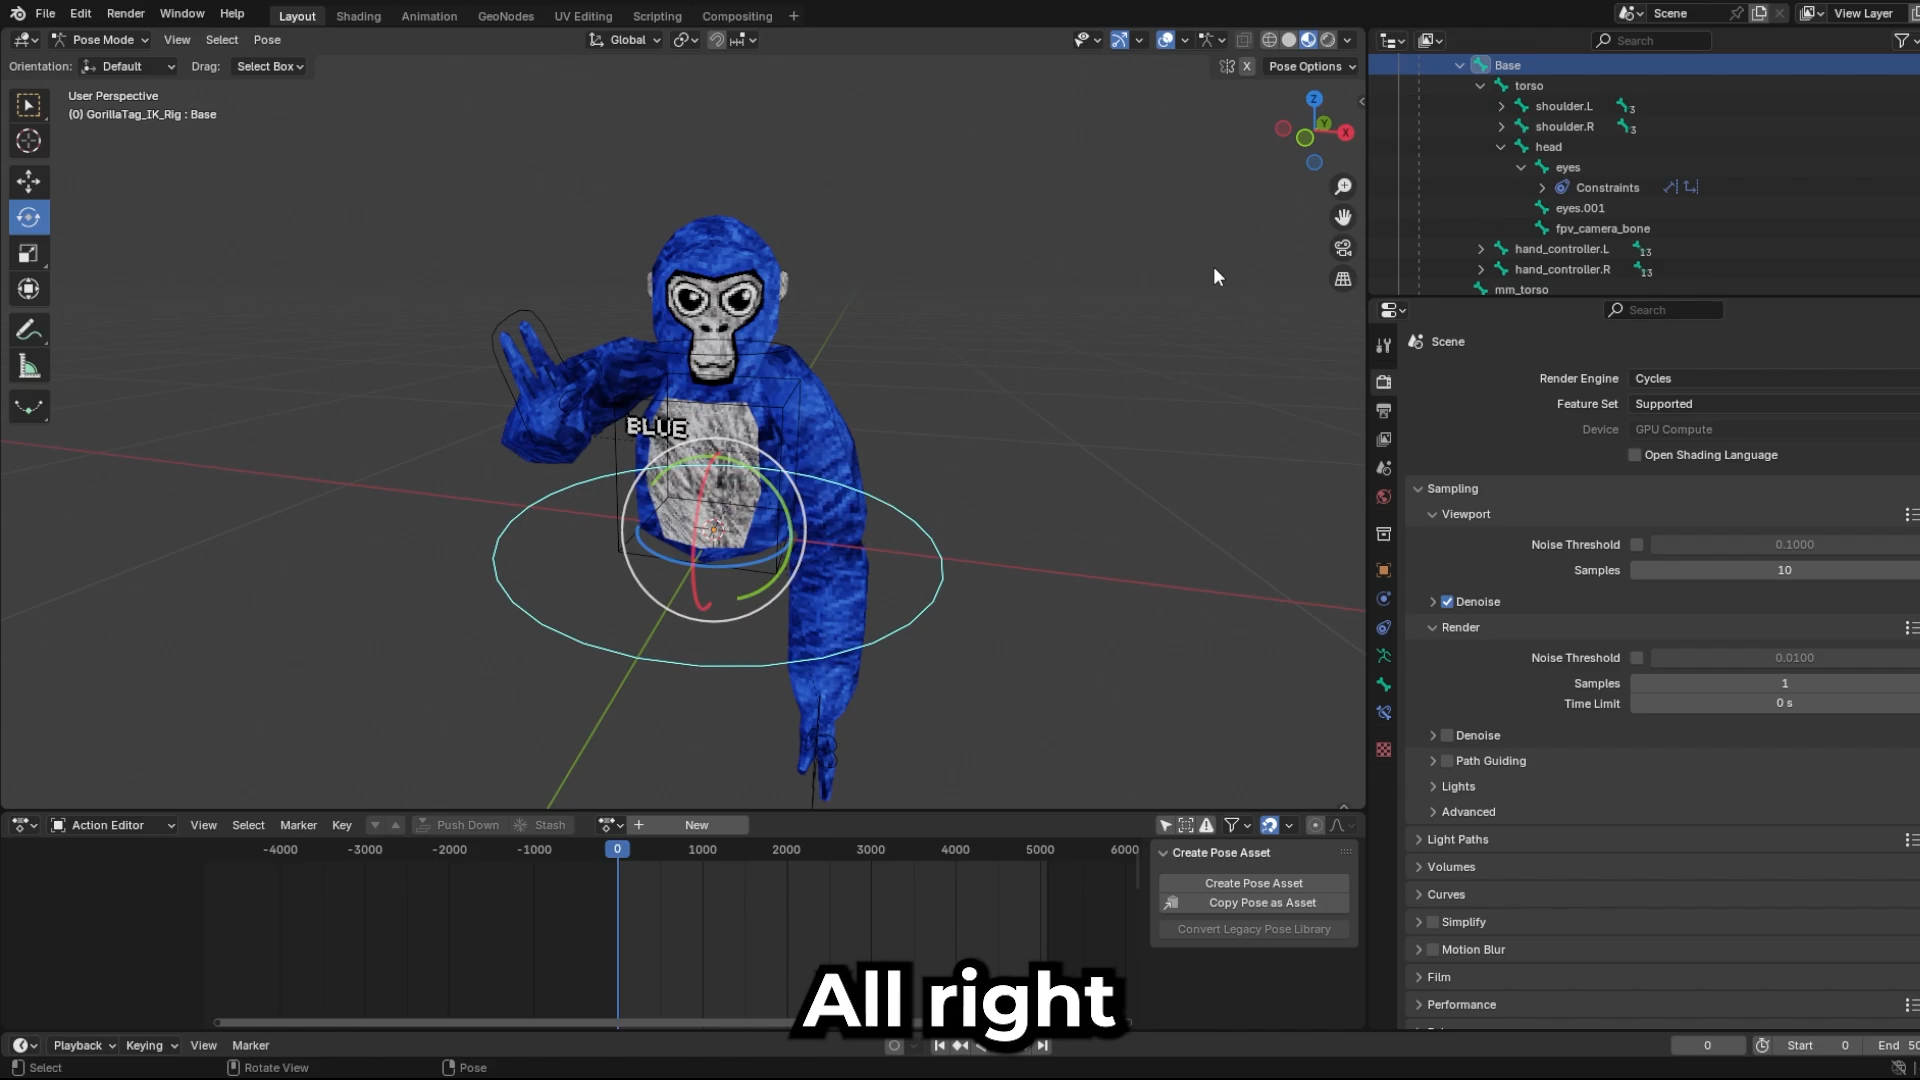 File Edit Render Window Help Layout Shading Animation GeoNodes UV Editing Scripting Compositing +
Scene View Layer
Pose Mode View Select Pose Global
Search
Orientation: Default Drag: Select Box
X Pose Options
User Perspective
(0) GorillaTag_IK_Rig : Base
Z
Y
X
BLUE
Base
torso
shoulder.L 3
shoulder.R 3
head
eyes
Constraints
eyes.001
fpv_camera_bone
hand_controller.L 13
hand_controller.R 13
mm_torso
Search
Scene
Render Engine Cycles
Feature Set Supported
Device GPU Compute
Open Shading Language
Sampling
Viewport
Noise Threshold 0.1000
Samples 10
Denoise
Render
Noise Threshold 0.0100
Samples 1
Time Limit 0 s
Denoise
Path Guiding
Lights
Advanced
Light Paths
Volumes
Curves
Simplify
Motion Blur
Film
Performance
Action Editor View Select Marker Key Push Down Stash + New
-4000 -3000 -2000 -1000 0 1000 2000 3000 4000 5000 6000
Create Pose Asset
Create Pose Asset
Copy Pose as Asset
Convert Legacy Pose Library
All right
Playback Keying View Marker
0 Start 0 End 50
Select Rotate View Pose